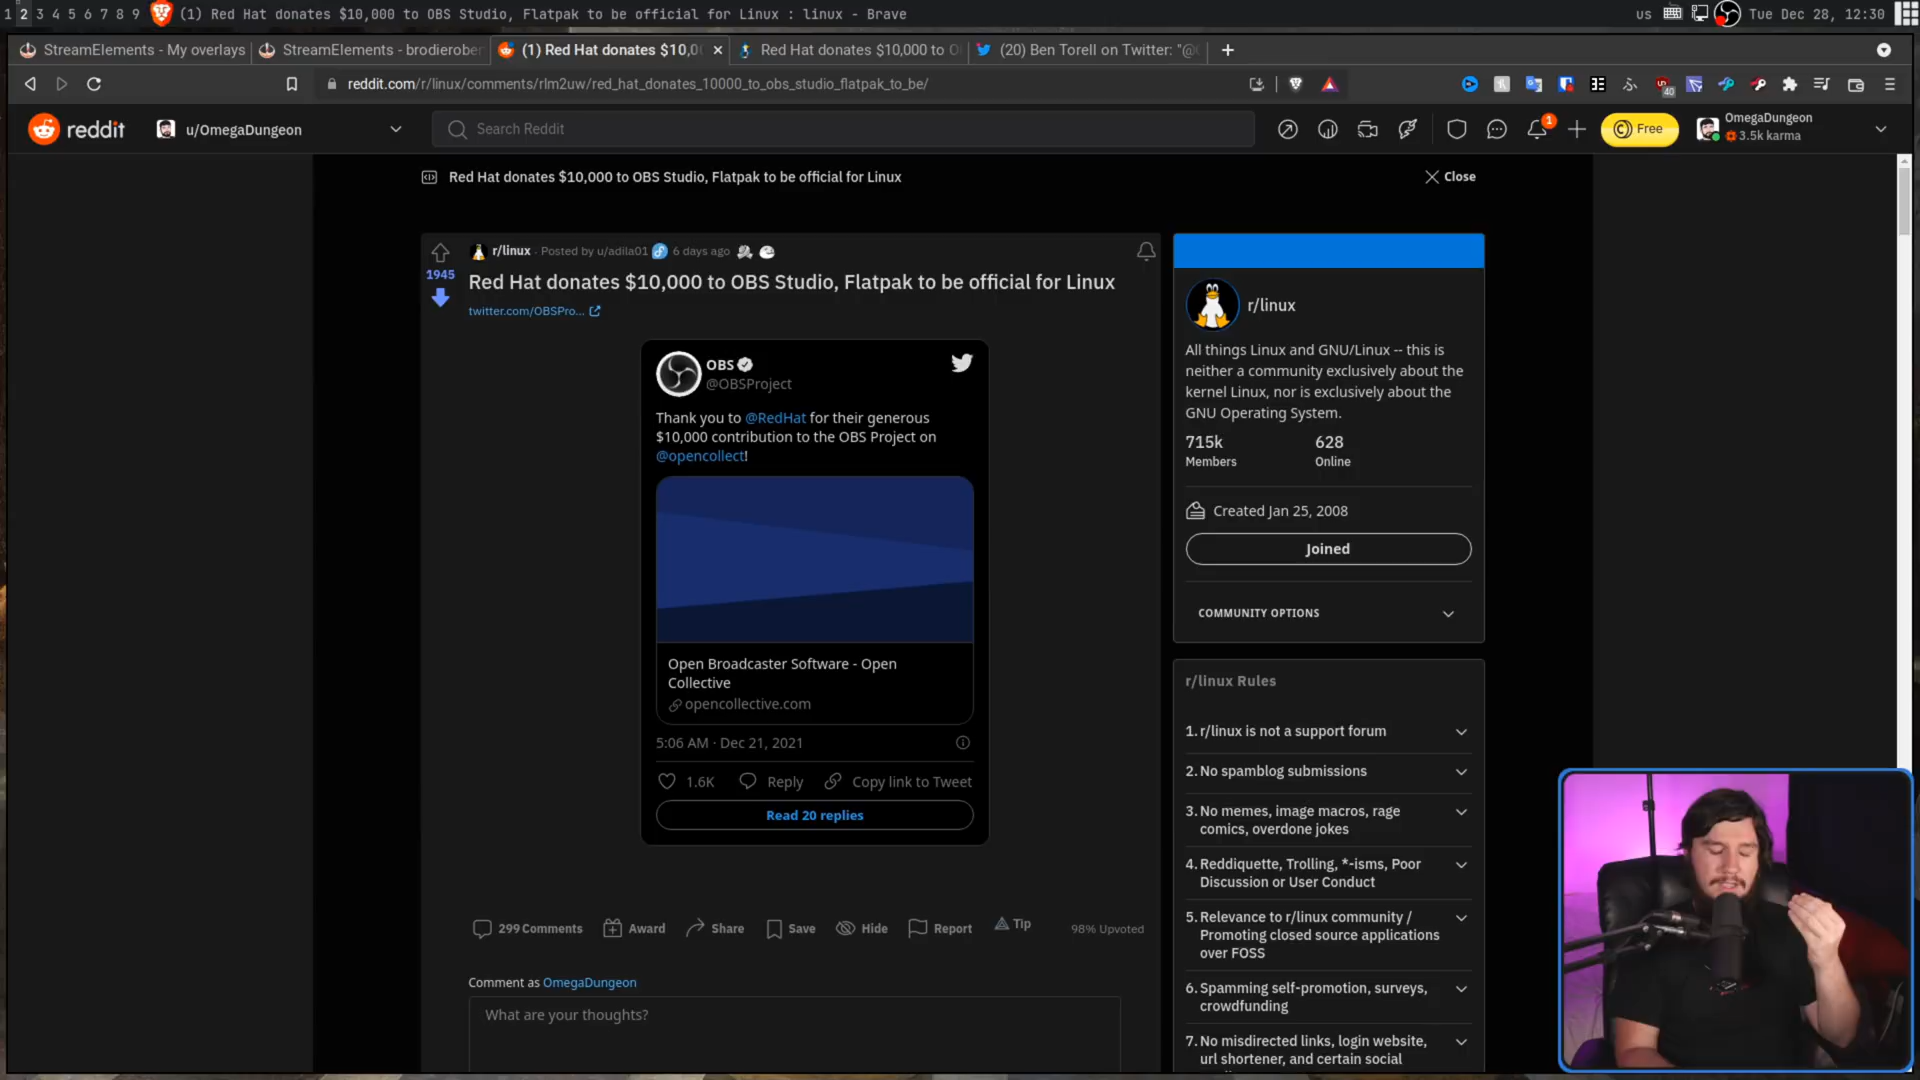 1 2 3 4 5 6 7 8 9 (1) Red Hat donates $10,000 to OBS Studio, Flatpak to be official for Linux : linux - Brave
us
Tue Dec 28, 12:30
StreamElements - My overlays
StreamElements - brodierober
(1) Red Hat donates $10,0
Red Hat donates $10,000 to O
(20) Ben Torell on Twitter: "@
reddit.com/r/linux/comments/rlm2uw/red_hat_donates_10000_to_obs_studio_flatpak_to_be/
40
reddit
u/OmegaDungeon
Search Reddit
1
Free
OmegaDungeon
3.5k karma
Red Hat donates $10,000 to OBS Studio, Flatpak to be official for Linux
Close
1945
r/linux · Posted by u/adila01 6 days ago
Red Hat donates $10,000 to OBS Studio, Flatpak to be official for Linux
twitter.com/OBSPro...
OBS
@OBSProject
Thank you to @RedHat for their generous
$10,000 contribution to the OBS Project on
@opencollect!
Open Broadcaster Software - Open
Collective
opencollective.com
5:06 AM · Dec 21, 2021
1.6K
Reply
Copy link to Tweet
Read 20 replies
299 Comments
Award
Share
Save
Hide
Report
Tip
98% Upvoted
Comment as OmegaDungeon
What are your thoughts?
r/linux
All things Linux and GNU/Linux -- this is
neither a community exclusively about the
kernel Linux, nor is exclusively about the
GNU Operating System.
715k
Members
628
Online
Created Jan 25, 2008
Joined
COMMUNITY OPTIONS
r/linux Rules
1. r/linux is not a support forum
2. No spamblog submissions
3. No memes, image macros, rage
comics, overdone jokes
4. Reddiquette, Trolling, *-isms, Poor
Discussion or User Conduct
5. Relevance to r/linux community /
Promoting closed source applications
over FOSS
6. Spamming self-promotion, surveys,
crowdfunding
7. No misdirected links, login website,
url shortener, and certain social